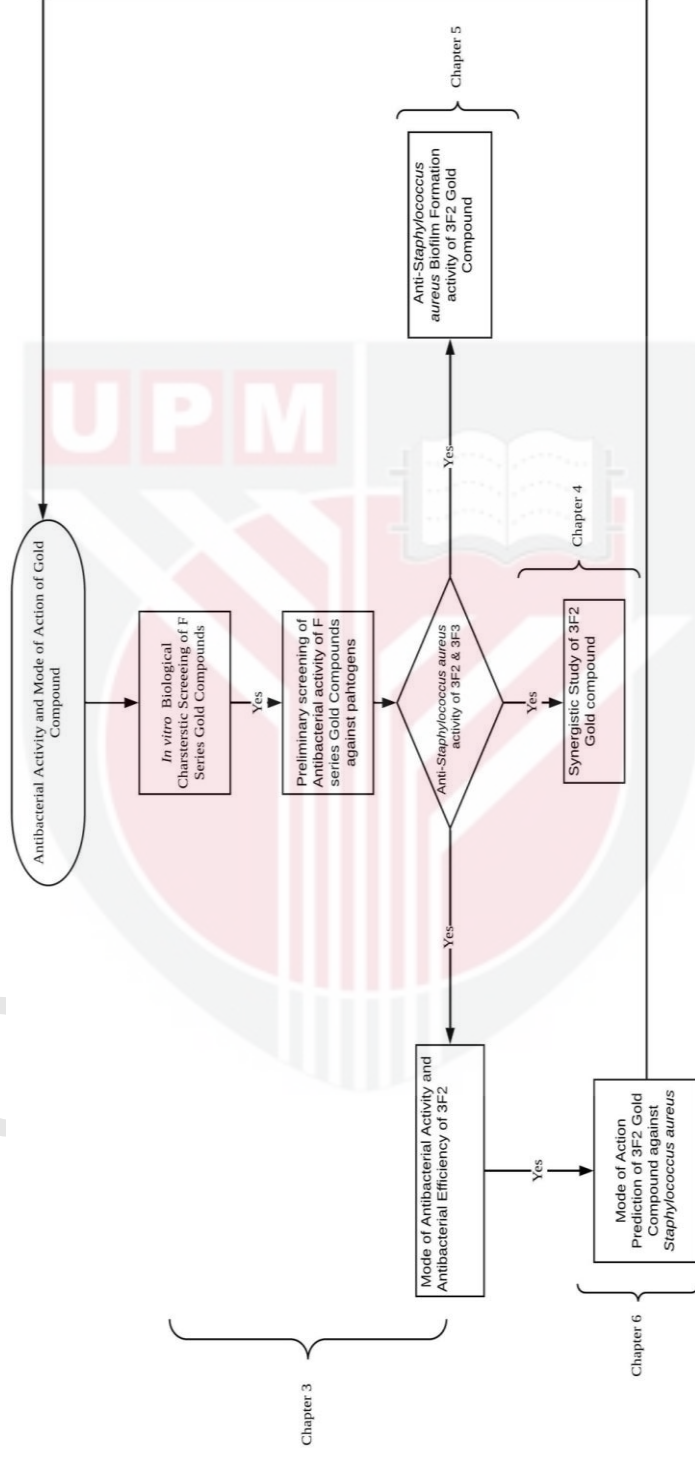 Antibacterial Activity and Mode of Action of Gold
Compound
In vitro Biological
Charsterstic Screeeing of F
Series Gold Compounds
Yes
Preliminary screening of
Antibacterial activity of F
series Gold Compounds
against pahtogens
Anti-Staphylococcus aureus
activity of 3F2 & 3F3
Yes
Mode of Antibacterial Activity and
Antibacterial Efficiency of 3F2
Chapter 3
Yes
Mode of Action
Prediction of 3F2 Gold
Compound against
Staphylococcus aureus
Chapter 6
Yes
Synergistic Study of 3F2
Gold compound
Chapter 4
Yes
Anti-Staphylococcus
aureus Biofilm Formation
activity of 3F2 Gold
Compound
Chapter 5
UPM